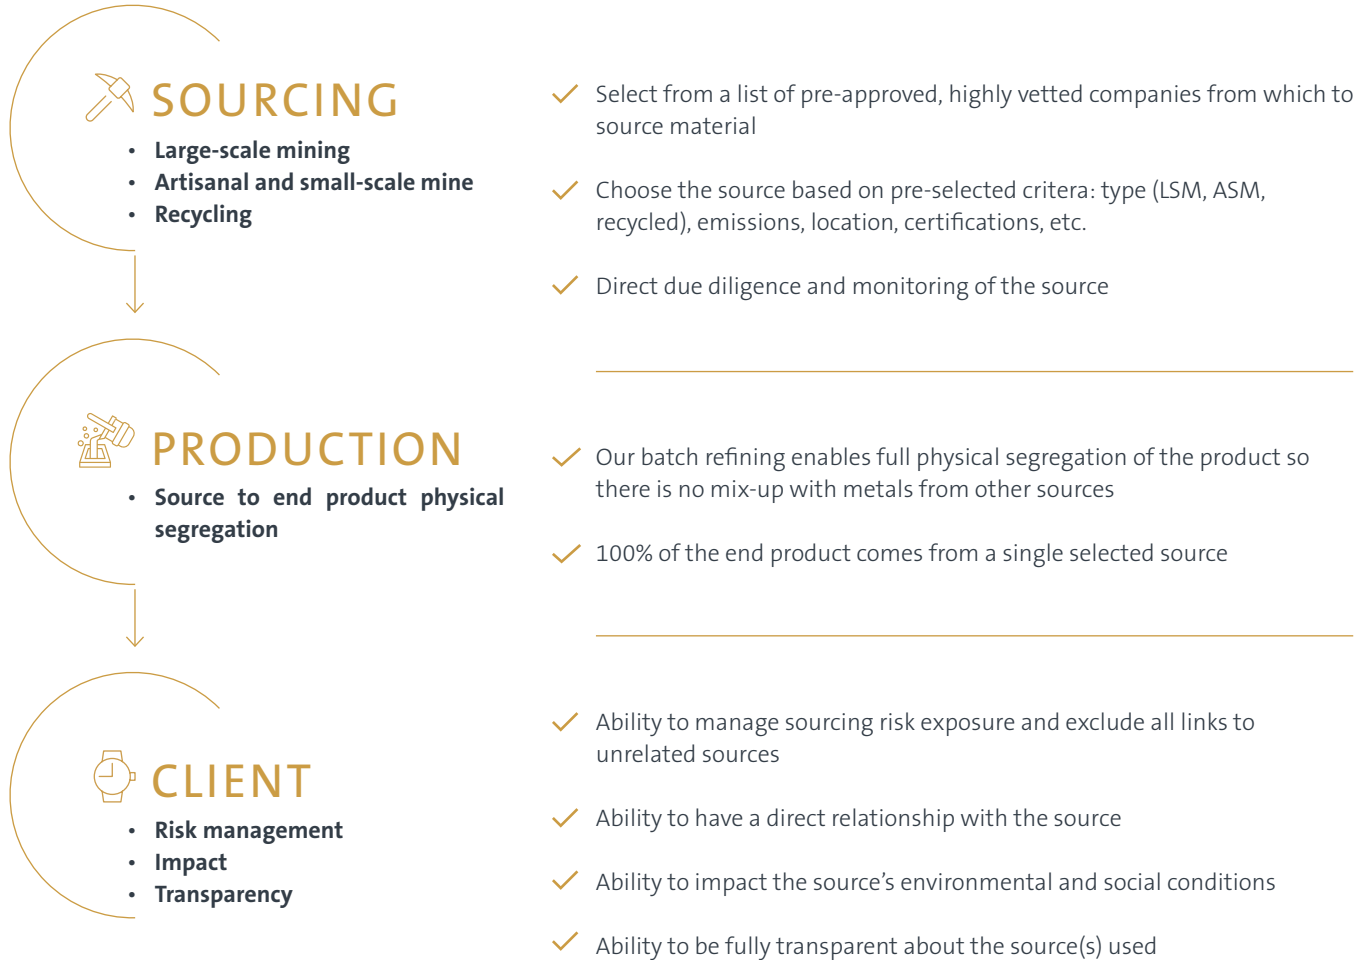 SOURCING
• Large-scale mining
• Artisanal and small-scale mine
• Recycling
Select from a list of pre-approved, highly vetted companies from which to
source material
Choose the source based on pre-selected critera: type (LSM, ASM,
recycled), emissions, location, certifications, etc.
Direct due diligence and monitoring of the source
PRODUCTION
• Source to end product physical
segregation
Our batch refining enables full physical segregation of the product so
there is no mix-up with metals from other sources
100% of the end product comes from a single selected source
CLIENT
• Risk management
• Impact
• Transparency
Ability to manage sourcing risk exposure and exclude all links to
unrelated sources
Ability to have a direct relationship with the source
Ability to impact the source’s environmental and social conditions
Ability to be fully transparent about the source(s) used